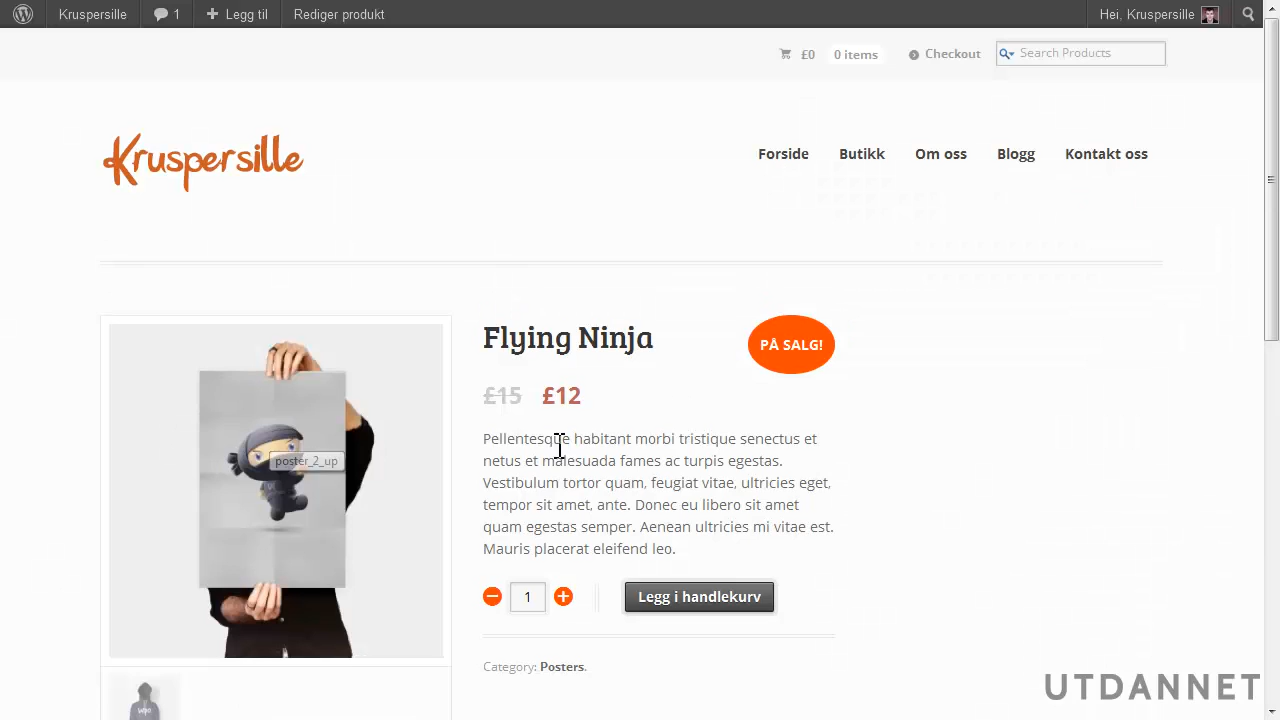 Kruspersille 1 Legg til Rediger produkt Hei, Kruspersille
£0 0 items Checkout Search Products
Kruspersille
Forside Butikk Om oss Blogg Kontakt oss
Flying Ninja
PÅ SALG!
£15 £12
poster_2_up
Pellentesque habitant morbi tristique senectus et
netus et malesuada fames ac turpis egestas.
Vestibulum tortor quam, feugiat vitae, ultricies eget,
tempor sit amet, ante. Donec eu libero sit amet
quam egestas semper. Aenean ultricies mi vitae est.
Mauris placerat eleifend leo.
1 Legg i handlekurv
Category: Posters.
UTDANNET